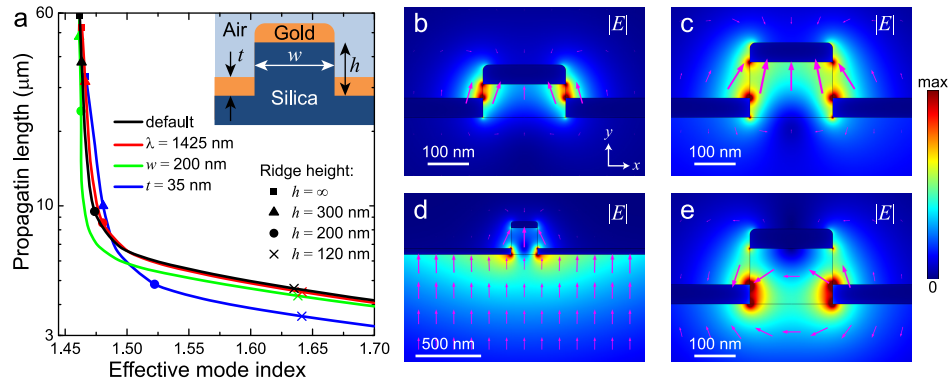 a
60
10
3
Propagatin length (μm)
1.45 1.50 1.55 1.60 1.65 1.70
Effective mode index
default
λ = 1425 nm
w = 200 nm
t = 35 nm
Ridge height:
h = ∞
h = 300 nm
h = 200 nm
h = 120 nm
Air
Gold
t
w
h
Silica
b
|E|
100 nm
y
x
c
|E|
100 nm
d
|E|
500 nm
e
|E|
100 nm
max
0